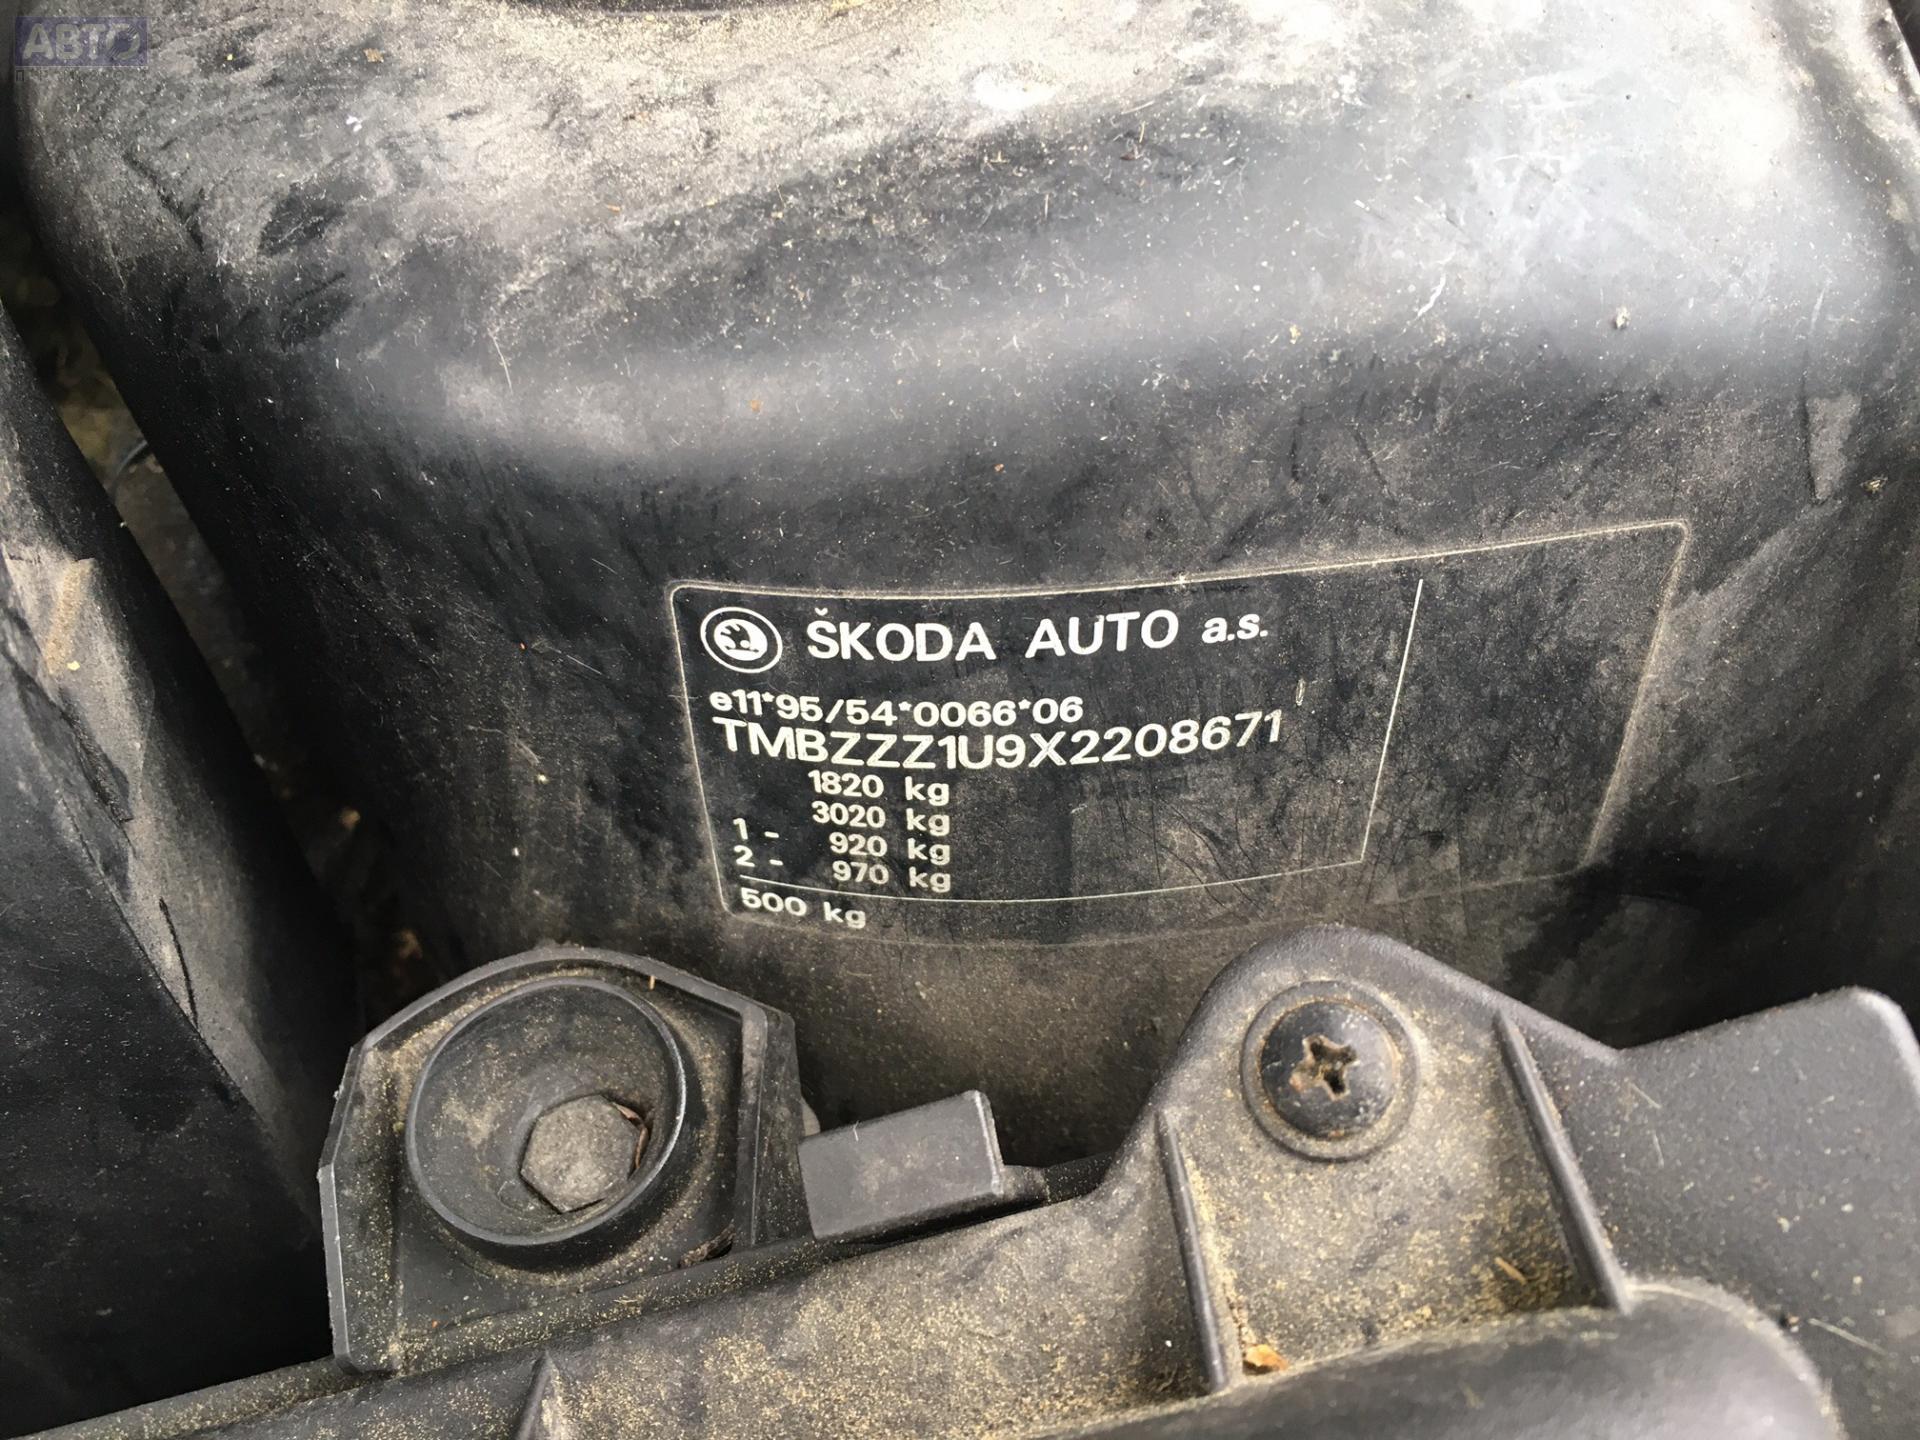 АВТО
ŠKODA AUTO a.s.
e11*95/54*0066*06
TMBZZZ1U9X2208671
1820 kg
3020 kg
1 - 920 kg
2 - 970 kg
500 kg